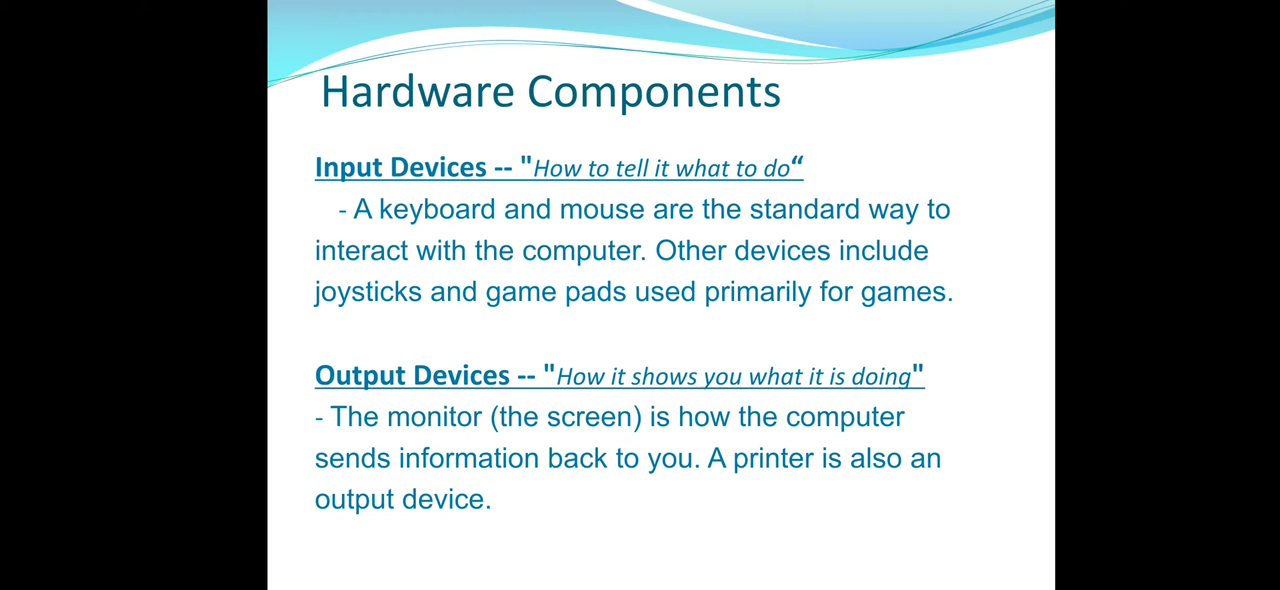 Hardware Components
Input Devices -- "How to tell it what to do“
- A keyboard and mouse are the standard way to
interact with the computer. Other devices include
joysticks and game pads used primarily for games.
Output Devices -- "How it shows you what it is doing"
- The monitor (the screen) is how the computer
sends information back to you. A printer is also an
output device.